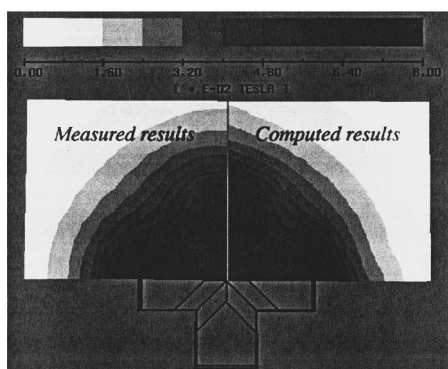 0.00 1.60 3.20 4.80 6.40 8.00
[ * E-02 TESLA ]
Measured results Computed results